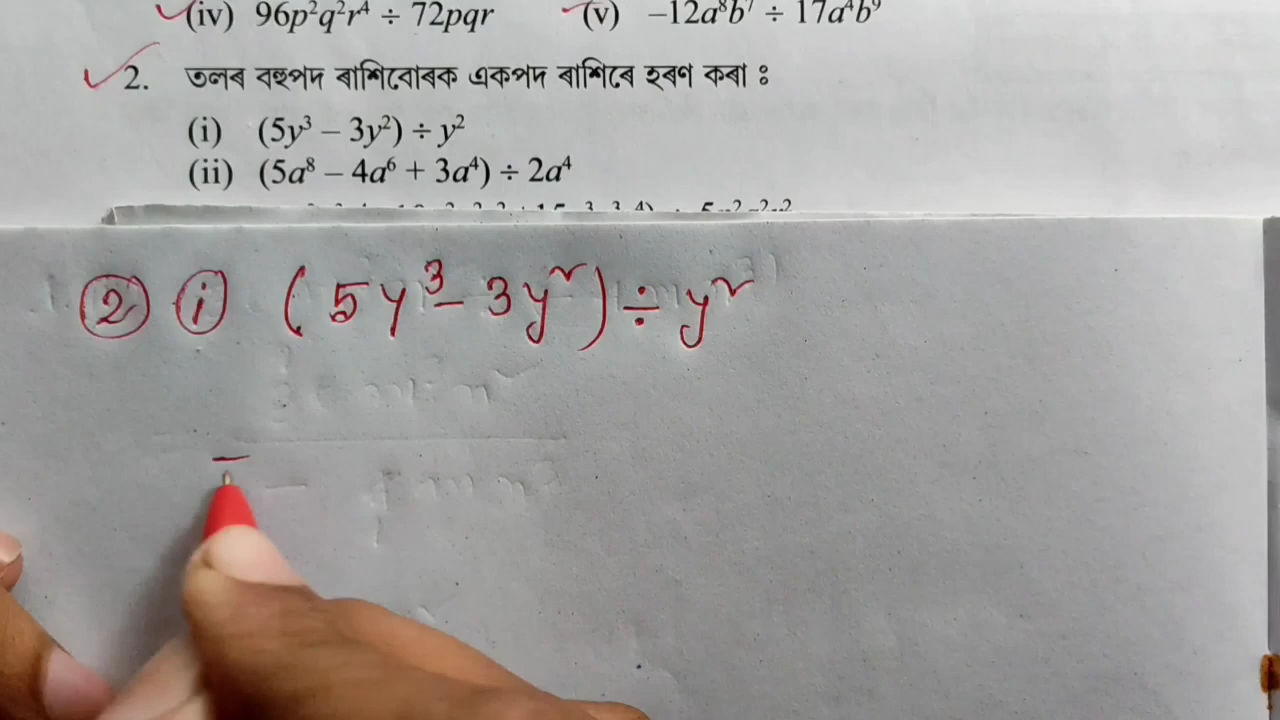 (iv) 96p²q²r⁴ ÷ 72pqr (v) –12a⁸b⁷ ÷ 17a⁴b⁹
2. তলৰ বহুপদ ৰাশিবোৰক একপদ ৰাশিৰে হৰণ কৰা ঃ
(i) (5y³ – 3y²) ÷ y²
(ii) (5a⁸ – 4a⁶ + 3a⁴) ÷ 2a⁴
② ⓘ (5y³ – 3y²) ÷ y²